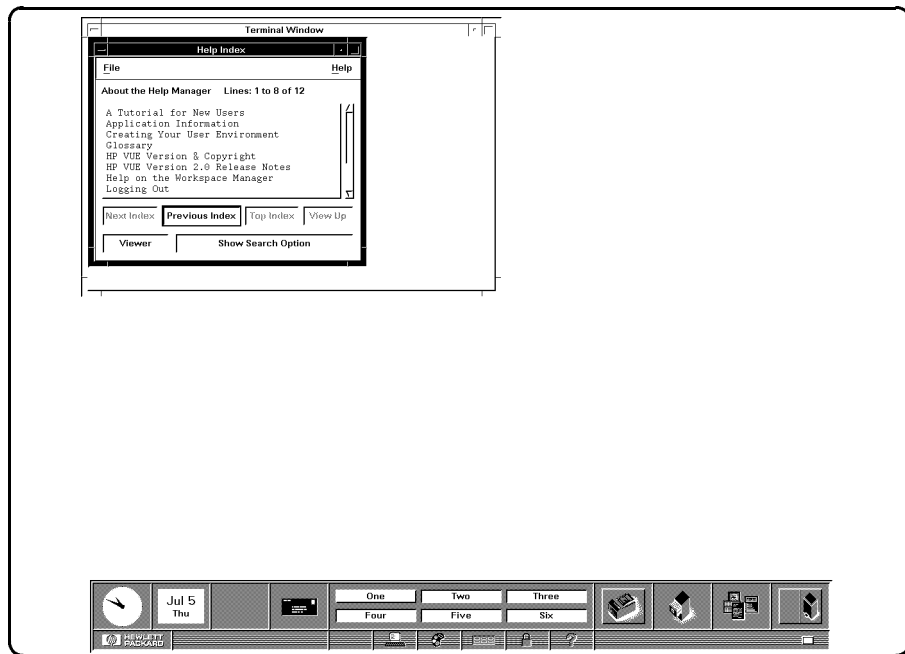 Terminal Window
Help Index
File Help
About the Help Manager Lines: 1 to 8 of 12
A Tutorial for New Users
Application Information
Creating Your User Environment
Glossary
HP VUE Version & Copyright
HP VUE Version 2.0 Release Notes
Help on the Workspace Manager
Logging Out
Next Index Previous Index Top Index View Up
Viewer Show Search Option
Jul 5
Thu
One Two Three
Four Five Six
HEWLETT
PACKARD